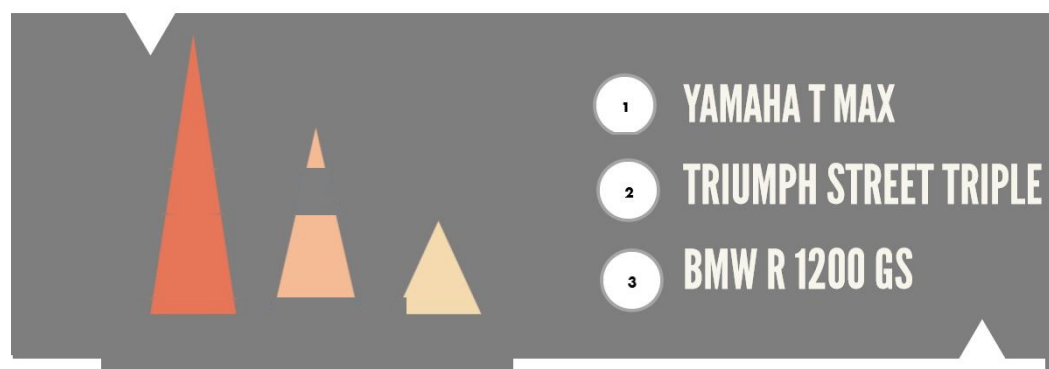 1
YAMAHA T MAX
2
TRIUMPH STREET TRIPLE
3
BMW R 1200 GS